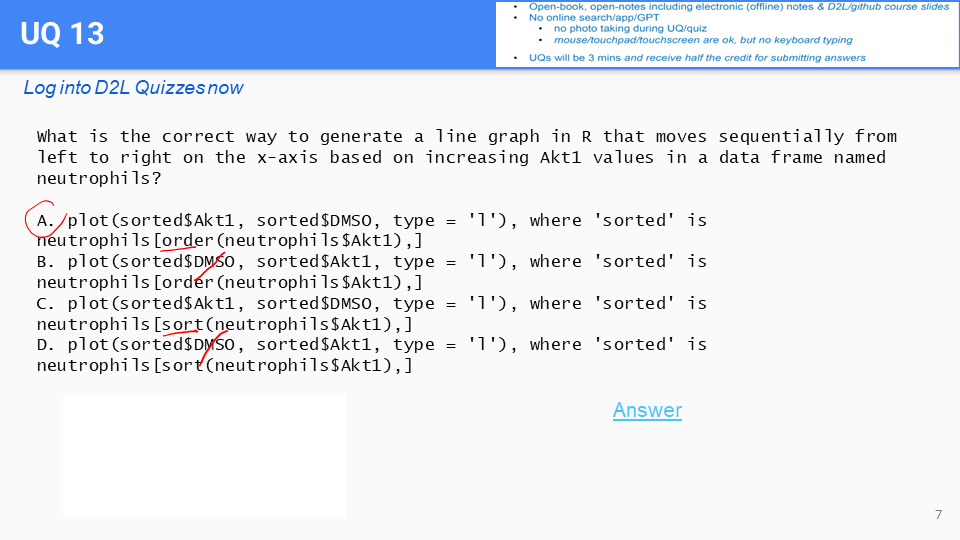 UQ 13
• Open-book, open-notes including electronic (offline) notes & D2L/github course slides
• No online search/app/GPT
• no photo taking during UQ/quiz
• mouse/touchpad/touchscreen are ok, but no keyboard typing
• UQs will be 3 mins and receive half the credit for submitting answers
Log into D2L Quizzes now
What is the correct way to generate a line graph in R that moves sequentially from
left to right on the x-axis based on increasing Akt1 values in a data frame named
neutrophils?
A. plot(sorted$Akt1, sorted$DMSO, type = 'l'), where 'sorted' is
neutrophils[order(neutrophils$Akt1),]
B. plot(sorted$DMSO, sorted$Akt1, type = 'l'), where 'sorted' is
neutrophils[order(neutrophils$Akt1),]
C. plot(sorted$Akt1, sorted$DMSO, type = 'l'), where 'sorted' is
neutrophils[sort(neutrophils$Akt1),]
D. plot(sorted$DMSO, sorted$Akt1, type = 'l'), where 'sorted' is
neutrophils[sort(neutrophils$Akt1),]
Answer
7